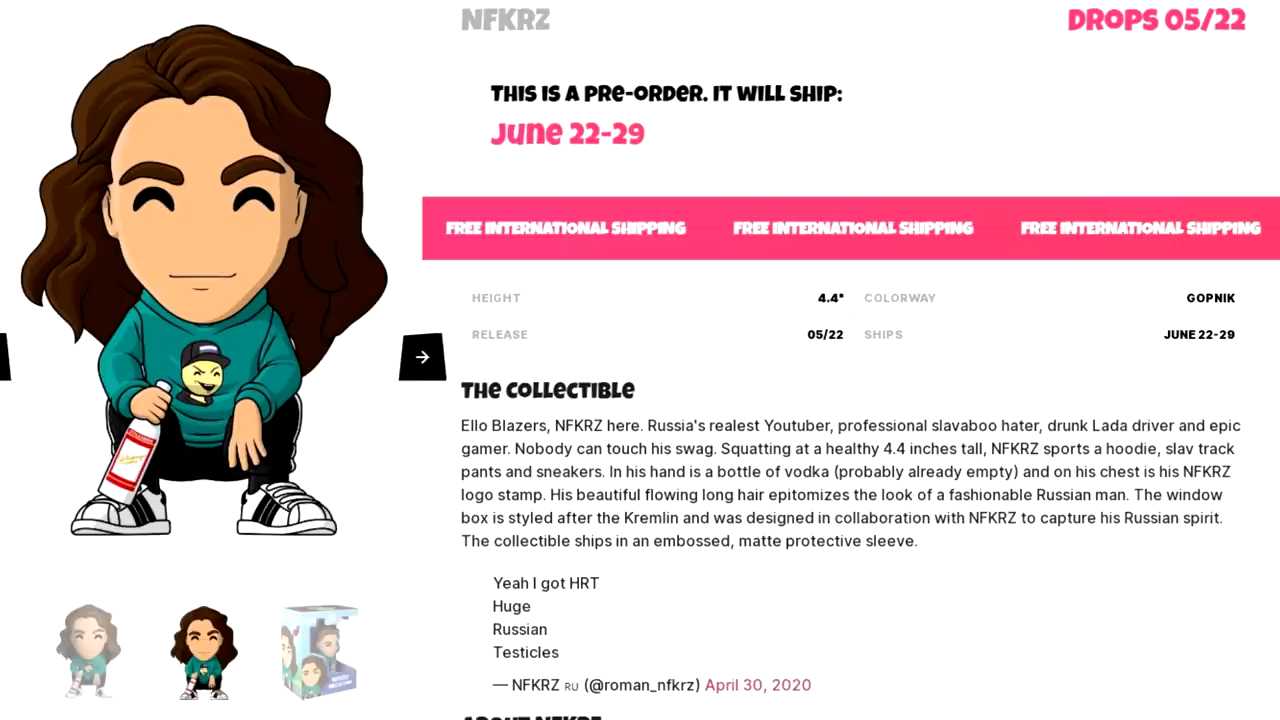 NFKRZ
DROPS 05/22
THIS IS A PRE-ORDER. IT WILL SHIP:
June 22-29
FREE INTERNATIONAL SHIPPING FREE INTERNATIONAL SHIPPING FREE INTERNATIONAL SHIPPING
HEIGHT 4.4" COLORWAY GOPNIK
RELEASE 05/22 SHIPS JUNE 22-29
THE COLLECTIBLE
Ello Blazers, NFKRZ here. Russia's realest Youtuber, professional slavaboo hater, drunk Lada driver and epic
gamer. Nobody can touch his swag. Squatting at a healthy 4.4 inches tall, NFKRZ sports a hoodie, slav track
pants and sneakers. In his hand is a bottle of vodka (probably already empty) and on his chest is his NFKRZ
logo stamp. His beautiful flowing long hair epitomizes the look of a fashionable Russian man. The window
box is styled after the Kremlin and was designed in collaboration with NFKRZ to capture his Russian spirit.
The collectible ships in an embossed, matte protective sleeve.
Yeah I got HRT
Huge
Russian
Testicles
— NFKRZ RU (@roman_nfkrz) April 30, 2020
ABOUT NFKRZ